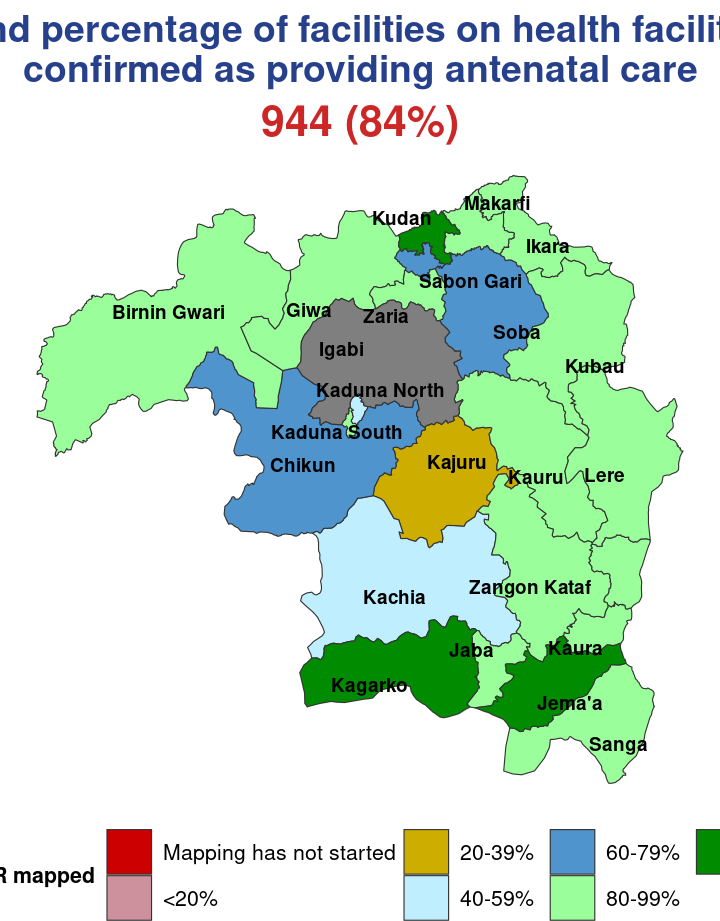 nd percentage of facilities on health facilit
confirmed as providing antenatal care
944 (84%)
Makarfi
Kudan
Ikara
Sabon Gari
Birnin Gwari
Giwa
Zaria
Soba
Igabi
Kubau
Kaduna North
Kaduna South
Chikun
Kajuru
Kauru
Lere
Kachia
Zangon Kataf
Jaba
Kaura
Kagarko
Jema'a
Sanga
R mapped
Mapping has not started
20-39%
60-79%
<20%
40-59%
80-99%